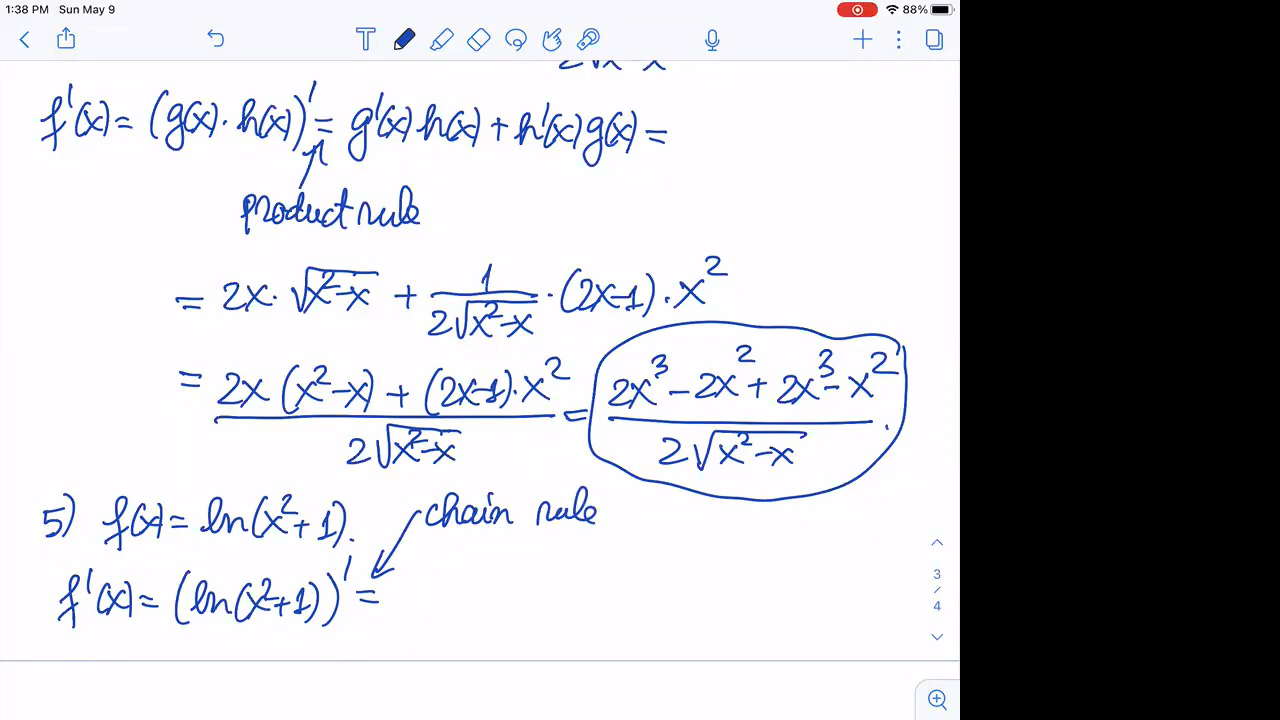 1:38 PM Sun May 9 88%
f'(x) = (g(x) · h(x))' = g'(x) h(x) + h'(x) g(x) =
product rule
= 2x · √(x²-x) + 1/(2√(x²-x)) · (2x-1) · x²
= (2x (x²-x) + (2x-1) · x²)/(2√(x²-x)) = (2x³ - 2x² + 2x³ - x²)/(2√(x²-x)) .
5) f(x) = ln(x²+1). chain rule
f'(x) = (ln(x²+1))' =
3
/
4